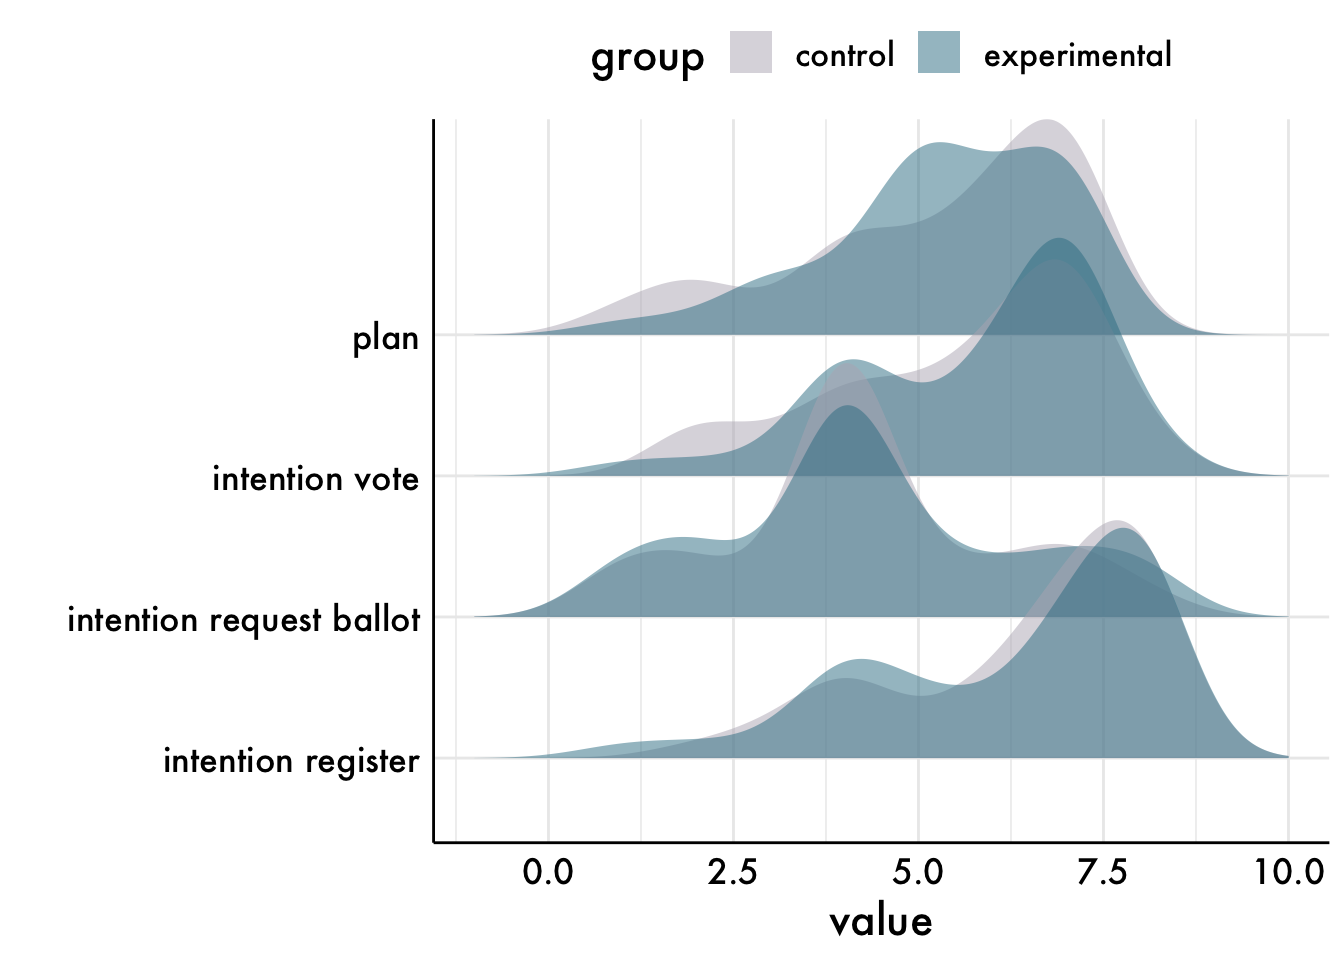 group control experimental
plan
intention vote
intention request ballot
intention register
0.0 2.5 5.0 7.5 10.0
value